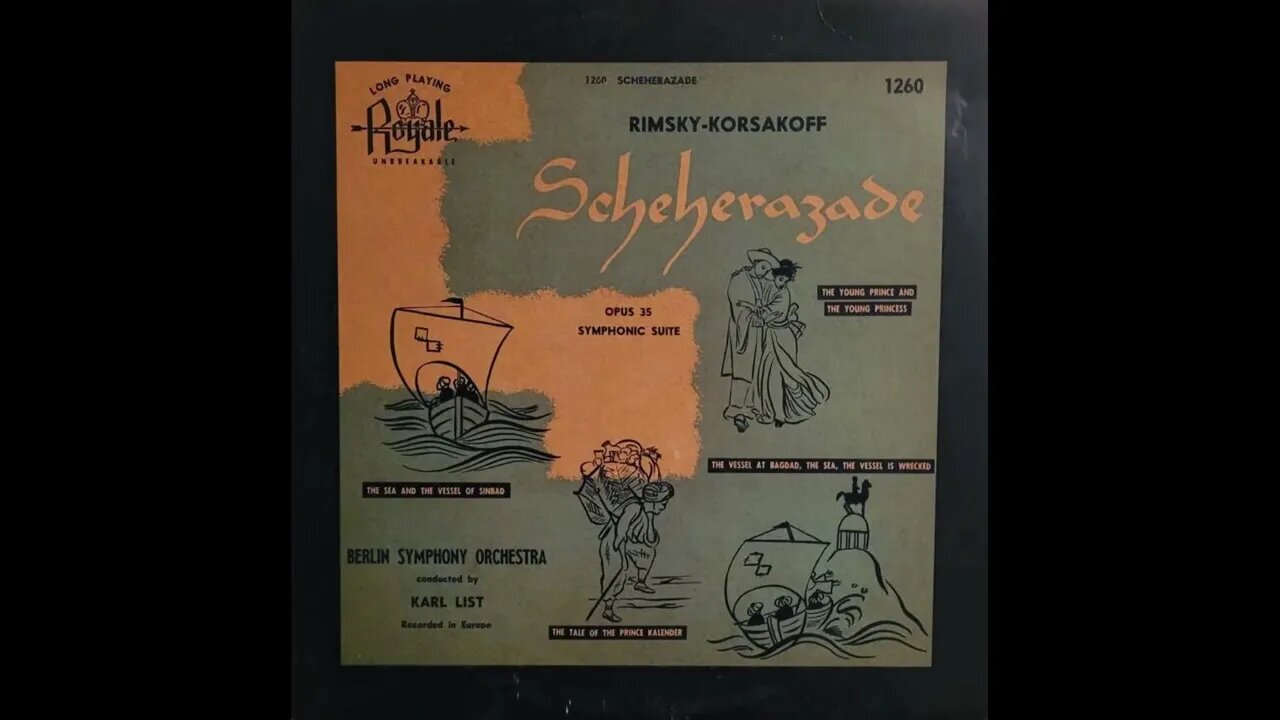 LONG PLAYING
Royale
UNBREAKABLE
1260 SCHEHERAZADE
1260
RIMSKY-KORSAKOFF
Scheherazade
OPUS 35
SYMPHONIC SUITE
THE YOUNG PRINCE AND
THE YOUNG PRINCESS
THE SEA AND THE VESSEL OF SINBAD
THE VESSEL AT BAGDAD, THE SEA, THE VESSEL IS WRECKED
BERLIN SYMPHONY ORCHESTRA
conducted by
KARL LIST
Recorded in Europe
THE TALE OF THE PRINCE KALENDER